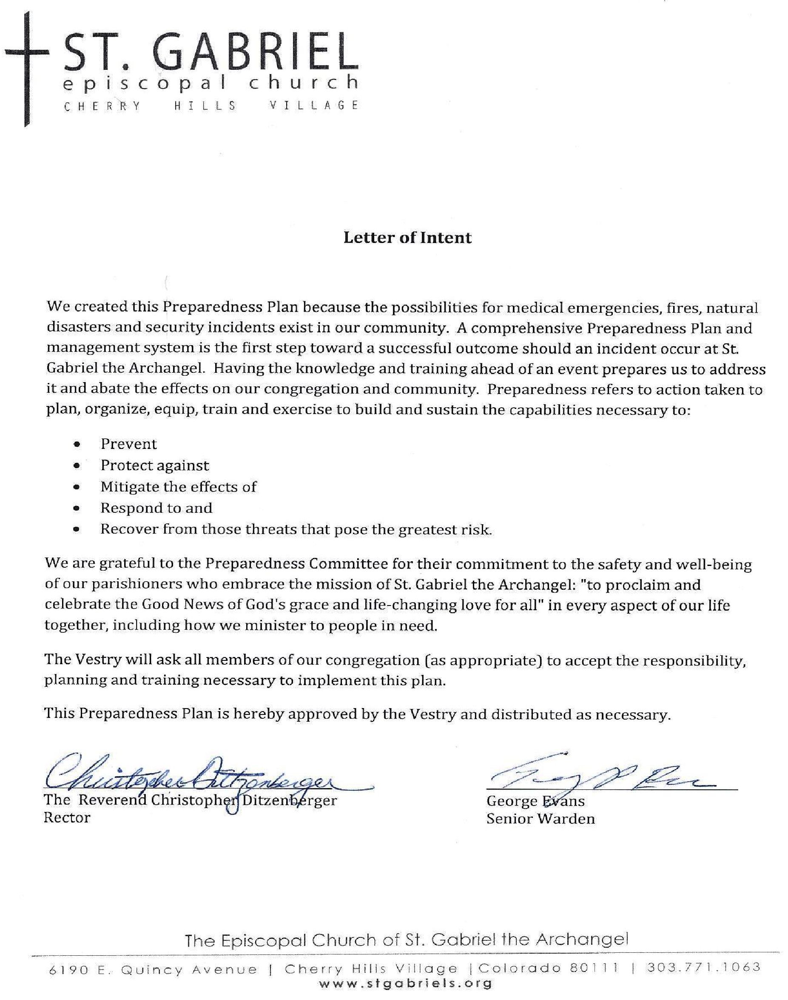 ST. GABRIEL
episcopal church
CHERRY HILLS VILLAGE
Letter of Intent
We created this Preparedness Plan because the possibilities for medical emergencies, fires, natural
disasters and security incidents exist in our community. A comprehensive Preparedness Plan and
management system is the first step toward a successful outcome should an incident occur at St.
Gabriel the Archangel. Having the knowledge and training ahead of an event prepares us to address
it and abate the effects on our congregation and community. Preparedness refers to action taken to
plan, organize, equip, train and exercise to build and sustain the capabilities necessary to:
• Prevent
• Protect against
• Mitigate the effects of
• Respond to and
• Recover from those threats that pose the greatest risk.
We are grateful to the Preparedness Committee for their commitment to the safety and well-being
of our parishioners who embrace the mission of St. Gabriel the Archangel: "to proclaim and
celebrate the Good News of God's grace and life-changing love for all" in every aspect of our life
together, including how we minister to people in need.
The Vestry will ask all members of our congregation (as appropriate) to accept the responsibility,
planning and training necessary to implement this plan.
This Preparedness Plan is hereby approved by the Vestry and distributed as necessary.
Christopher Ditzenberger
The Reverend Christopher Ditzenberger
Rector
George Evans
Senior Warden
The Episcopal Church of St. Gabriel the Archangel
6190 E. Quincy Avenue | Cherry Hills Village | Colorado 80111 | 303.771.1063
www.stgabriels.org